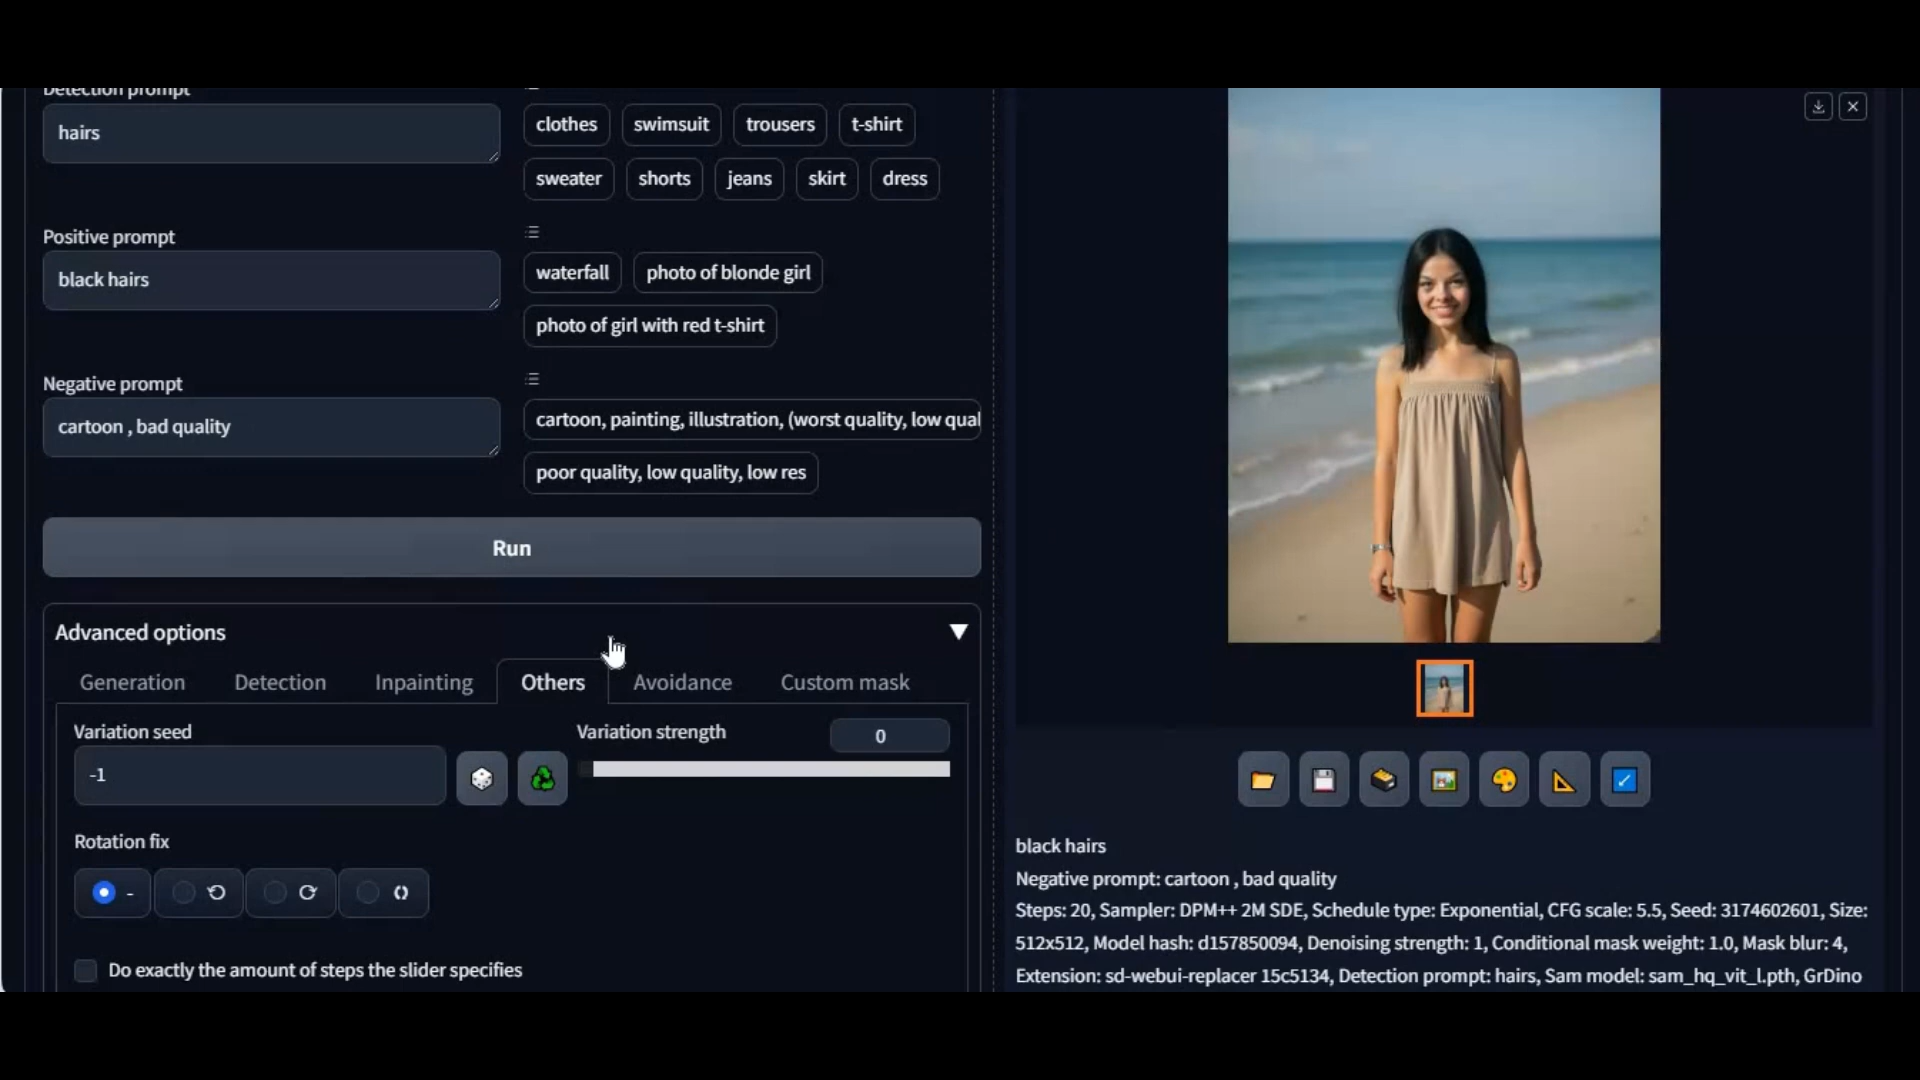 Detection prompt
hairs
clothes swimsuit trousers t-shirt
sweater shorts jeans skirt dress
Positive prompt
black hairs
waterfall photo of blonde girl
photo of girl with red t-shirt
Negative prompt
cartoon , bad quality
cartoon, painting, illustration, (worst quality, low qual
poor quality, low quality, low res
Run
Advanced options
Generation Detection Inpainting Others Avoidance Custom mask
Variation seed
-1
Variation strength
0
Rotation fix
-
Do exactly the amount of steps the slider specifies
black hairs
Negative prompt: cartoon , bad quality
Steps: 20, Sampler: DPM++ 2M SDE, Schedule type: Exponential, CFG scale: 5.5, Seed: 3174602601, Size:
512x512, Model hash: d157850094, Denoising strength: 1, Conditional mask weight: 1.0, Mask blur: 4,
Extension: sd-webui-replacer 15c5134, Detection prompt: hairs, Sam model: sam_hq_vit_l.pth, GrDino